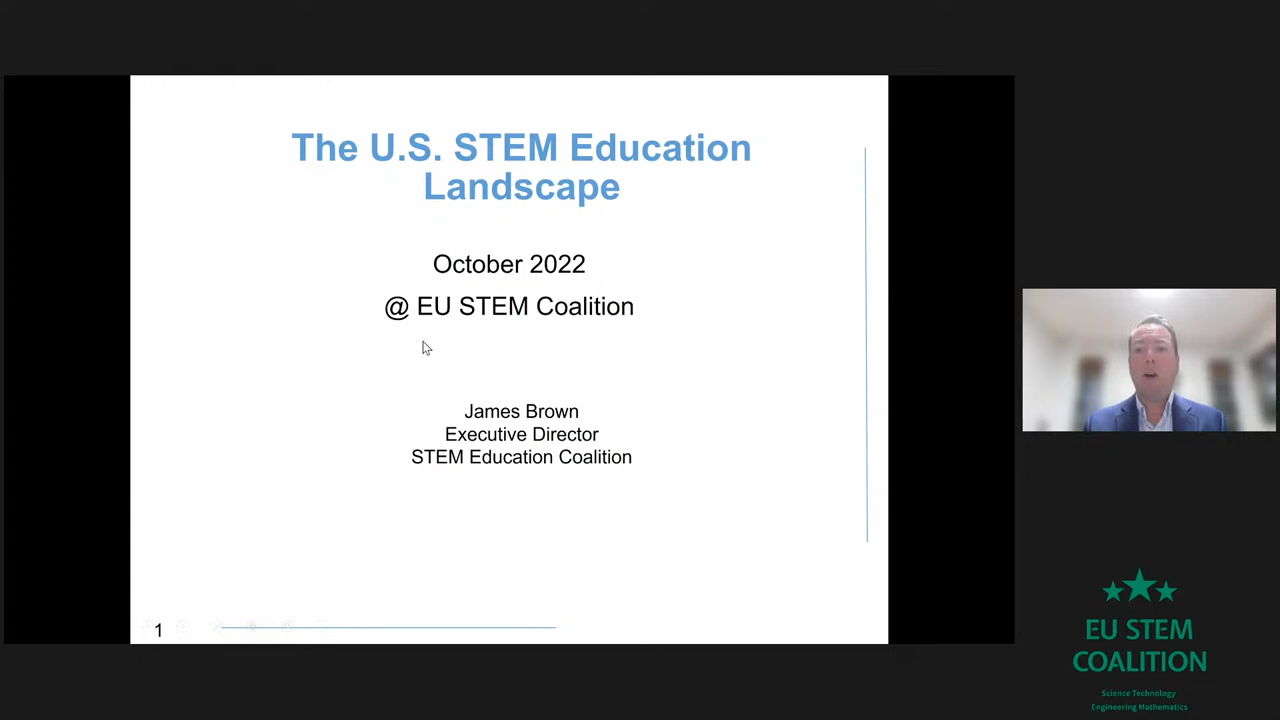 The U.S. STEM Education
Landscape
October 2022
@ EU STEM Coalition
James Brown
Executive Director
STEM Education Coalition
1
EU STEM
COALITION
Science Technology
Engineering Mathematics